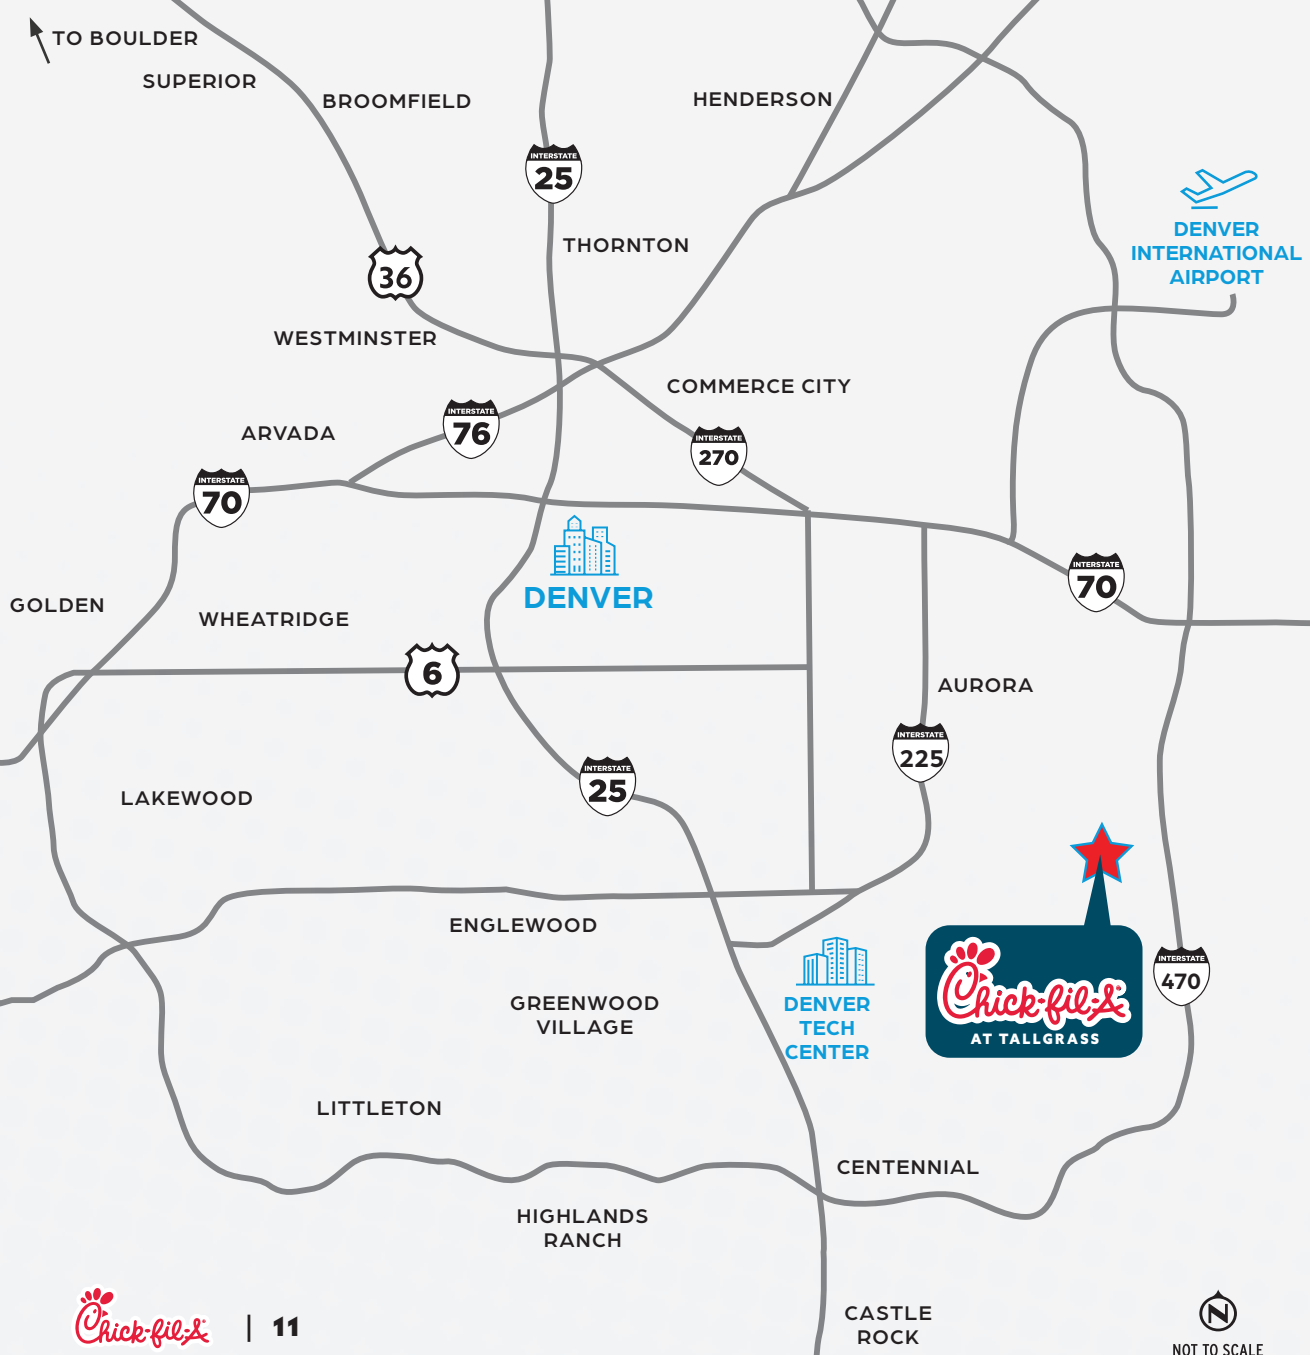 TO BOULDER
SUPERIOR
BROOMFIELD
HENDERSON
INTERSTATE
25
DENVER
INTERNATIONAL
AIRPORT
THORNTON
36
WESTMINSTER
COMMERCE CITY
INTERSTATE
76
ARVADA
INTERSTATE
270
INTERSTATE
70
INTERSTATE
70
DENVER
GOLDEN
WHEATRIDGE
6
AURORA
INTERSTATE
225
INTERSTATE
25
LAKEWOOD
ENGLEWOOD
INTERSTATE
470
GREENWOOD
VILLAGE
DENVER
TECH
CENTER
Chick-fil-A
AT TALLGRASS
LITTLETON
CENTENNIAL
HIGHLANDS
RANCH
CASTLE
ROCK
Chick-fil-A | 11
N
NOT TO SCALE